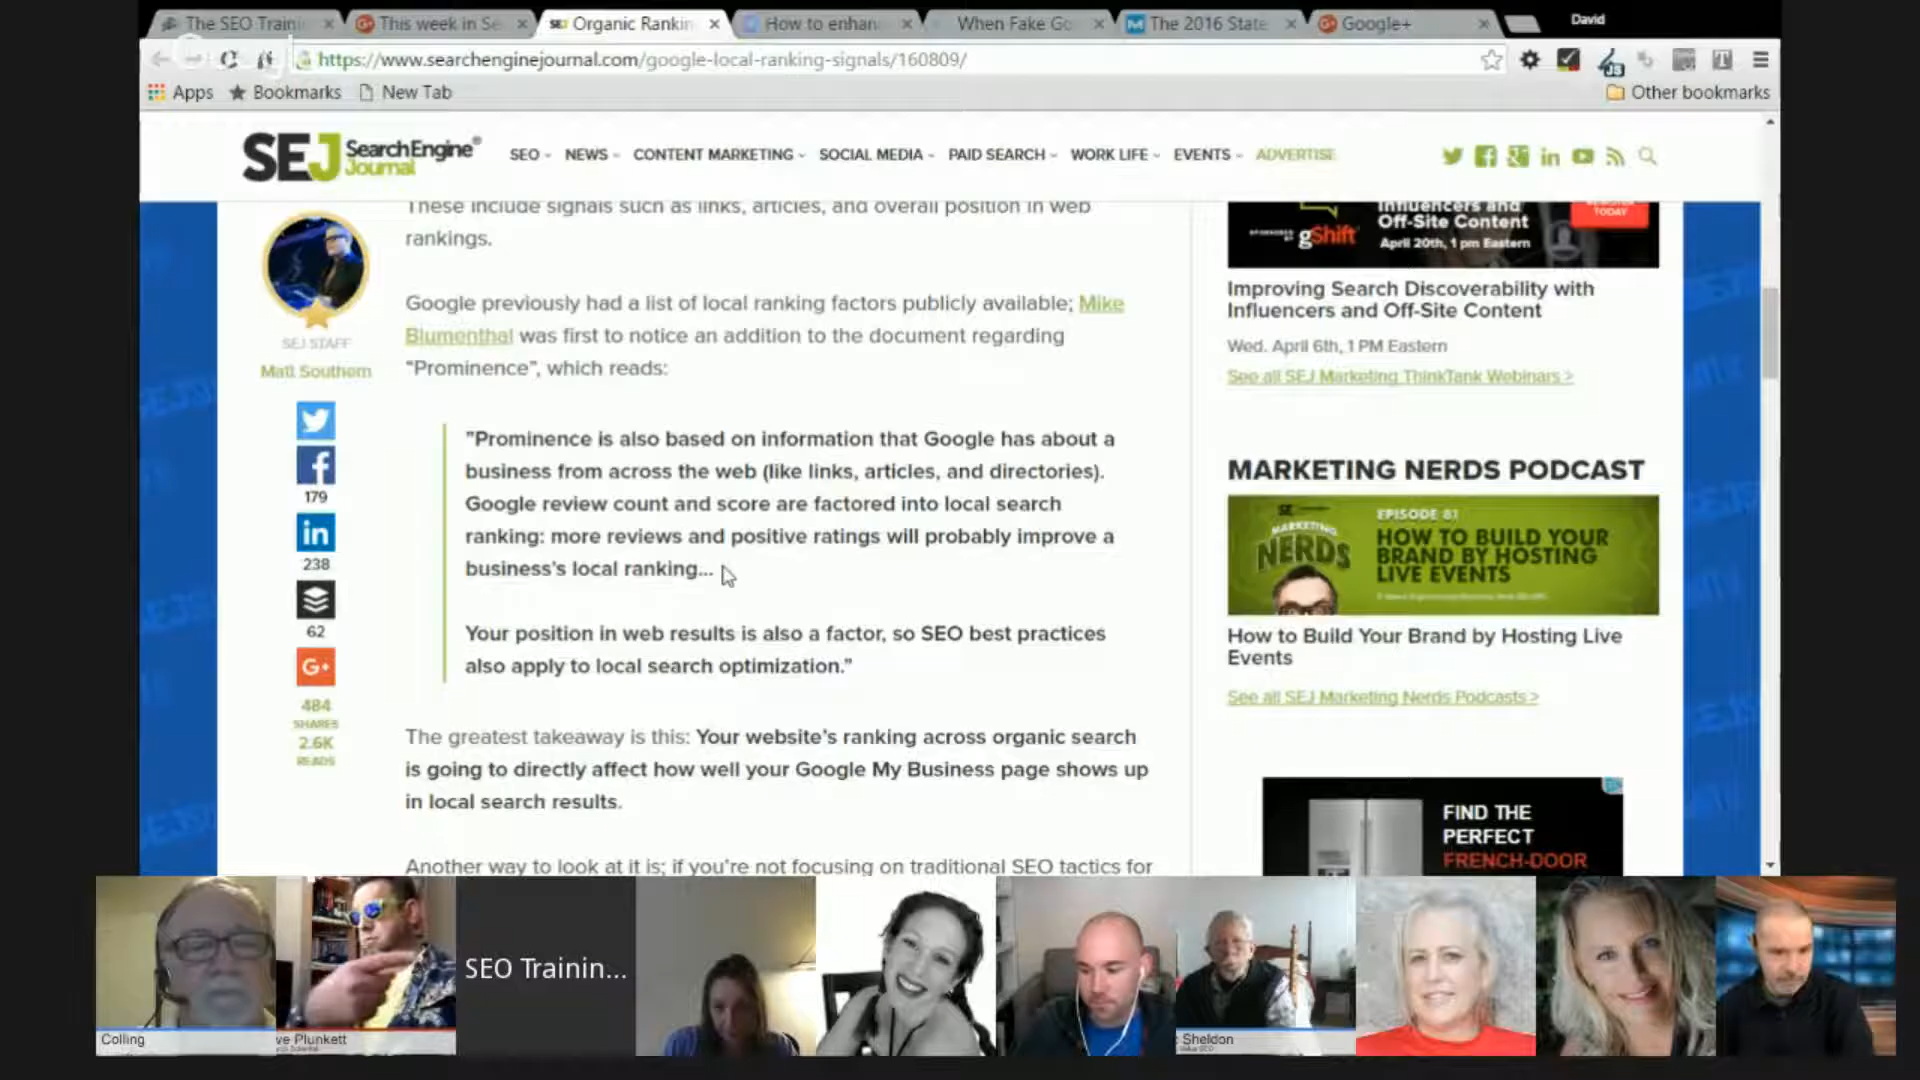 The SEO Traini
This week in Se
Organic Rankin
How to enhan
When Fake Go
The 2016 State
Google+
David
https://www.searchenginejournal.com/google-local-ranking-signals/160809/
Apps
Bookmarks
New Tab
Other bookmarks
SEJ Search Engine Journal
SEO
NEWS
CONTENT MARKETING
SOCIAL MEDIA
PAID SEARCH
WORK LIFE
EVENTS
ADVERTISE
SEJ STAFF
Matt Southern
179
238
62
G+
484
SHARES
2.6K
READS
These include signals such as links, articles, and overall position in web
rankings.
Google previously had a list of local ranking factors publicly available; Mike
Blumenthal was first to notice an addition to the document regarding
“Prominence”, which reads:
"Prominence is also based on information that Google has about a
business from across the web (like links, articles, and directories).
Google review count and score are factored into local search
ranking: more reviews and positive ratings will probably improve a
business’s local ranking...
Your position in web results is also a factor, so SEO best practices
also apply to local search optimization.”
The greatest takeaway is this: Your website’s ranking across organic search
is going to directly affect how well your Google My Business page shows up
in local search results.
Another way to look at it is; if you’re not focusing on traditional SEO tactics for
Influencers and
Off-Site Content
April 20th, 1 pm Eastern
gShift
TODAY
Improving Search Discoverability with
Influencers and Off-Site Content
Wed. April 6th, 1 PM Eastern
See all SEJ Marketing ThinkTank Webinars >
MARKETING NERDS PODCAST
MARKETING
NERDS
EPISODE 81
HOW TO BUILD YOUR
BRAND BY HOSTING
LIVE EVENTS
How to Build Your Brand by Hosting Live
Events
See all SEJ Marketing Nerds Podcasts >
FIND THE
PERFECT
FRENCH-DOOR
SEO Trainin...
Colling
ve Plunkett
Sheldon